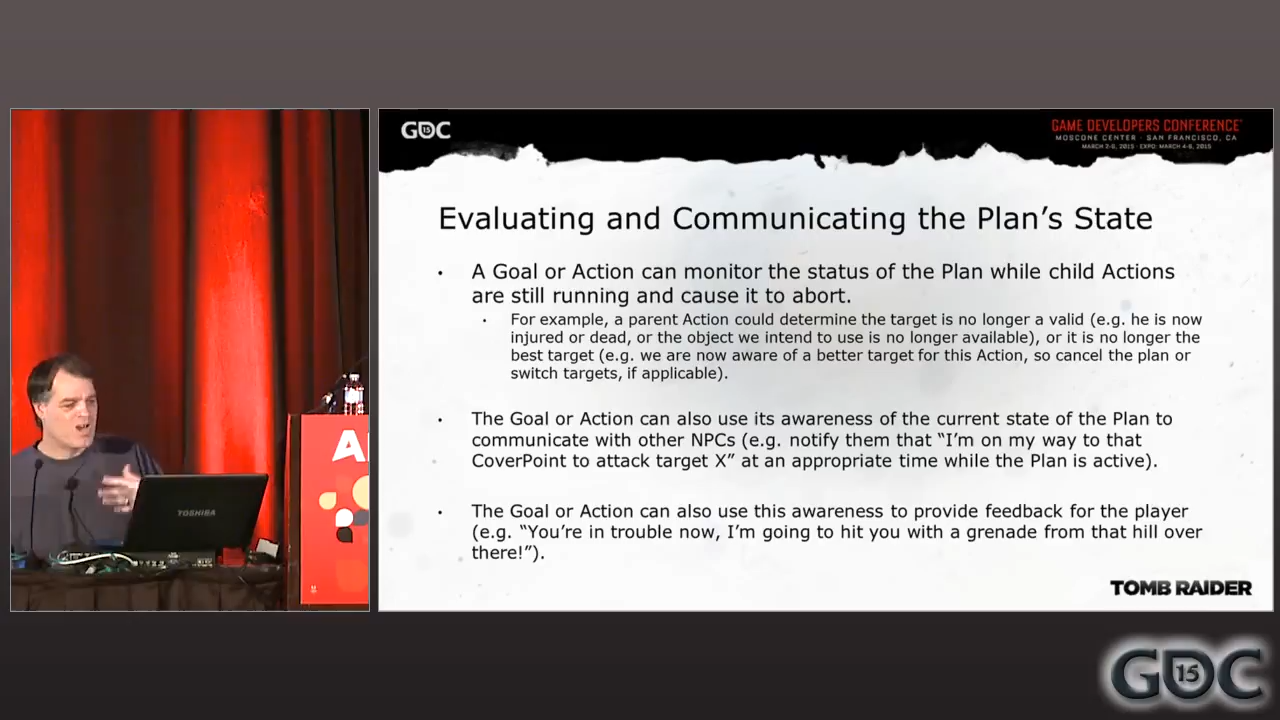 GDC 15
GAME DEVELOPERS CONFERENCE
MOSCONE CENTER · SAN FRANCISCO, CA
MARCH 2-6, 2015 · EXPO: MARCH 4-6, 2015
Evaluating and Communicating the Plan's State
• A Goal or Action can monitor the status of the Plan while child Actions
are still running and cause it to abort.
• For example, a parent Action could determine the target is no longer a valid (e.g. he is now
injured or dead, or the object we intend to use is no longer available), or it is no longer the
best target (e.g. we are now aware of a better target for this Action, so cancel the plan or
switch targets, if applicable).
• The Goal or Action can also use its awareness of the current state of the Plan to
communicate with other NPCs (e.g. notify them that “I'm on my way to that
CoverPoint to attack target X” at an appropriate time while the Plan is active).
• The Goal or Action can also use this awareness to provide feedback for the player
(e.g. “You're in trouble now, I'm going to hit you with a grenade from that hill over
there!”).
TOMB RAIDER
TOSHIBA
GDC 15